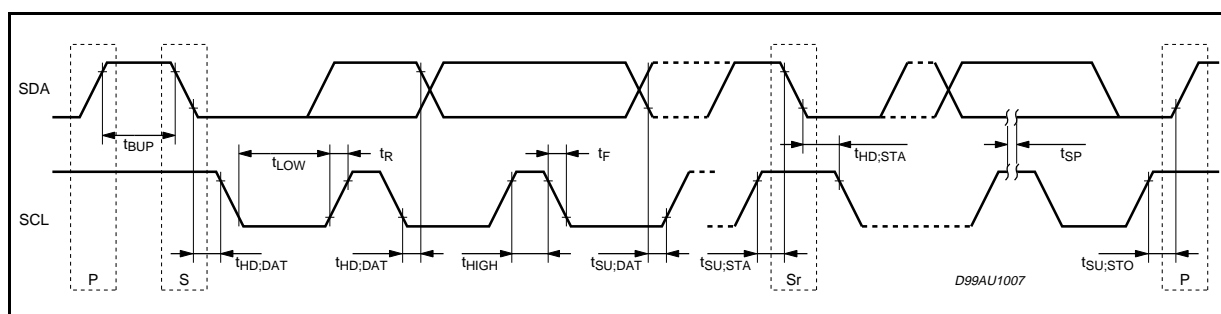 SDA
tBUP
tLOW
tR
tF
tHD;STA
tSP
SCL
tHD;DAT
tHD;DAT
tHIGH
tSU;DAT
tSU;STA
tSU;STO
P
S
Sr
D99AU1007
P